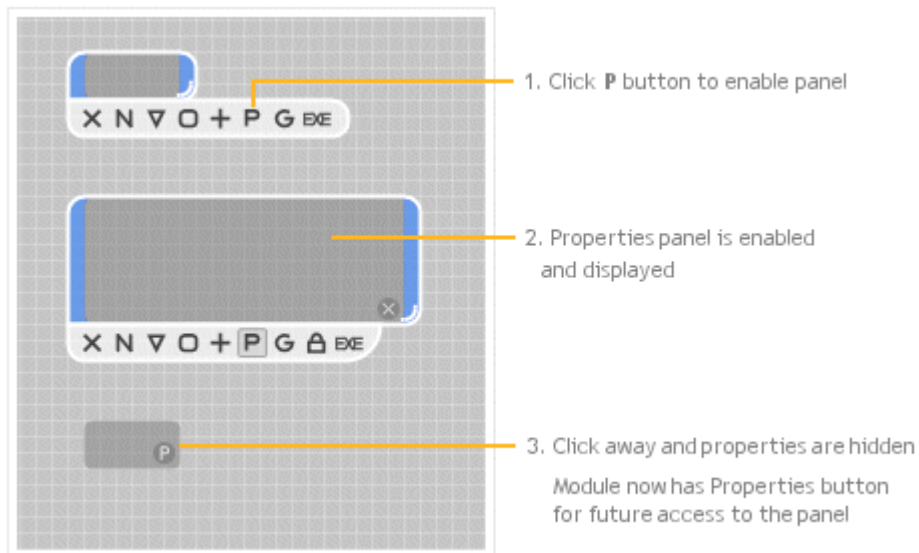 1. Click P button to enable panel
X N ▽ O + P G EXE
2. Properties panel is enabled
and displayed
X N ▽ O + P G EXE
3. Click away and properties are hidden
P
Module now has Properties button
for future access to the panel